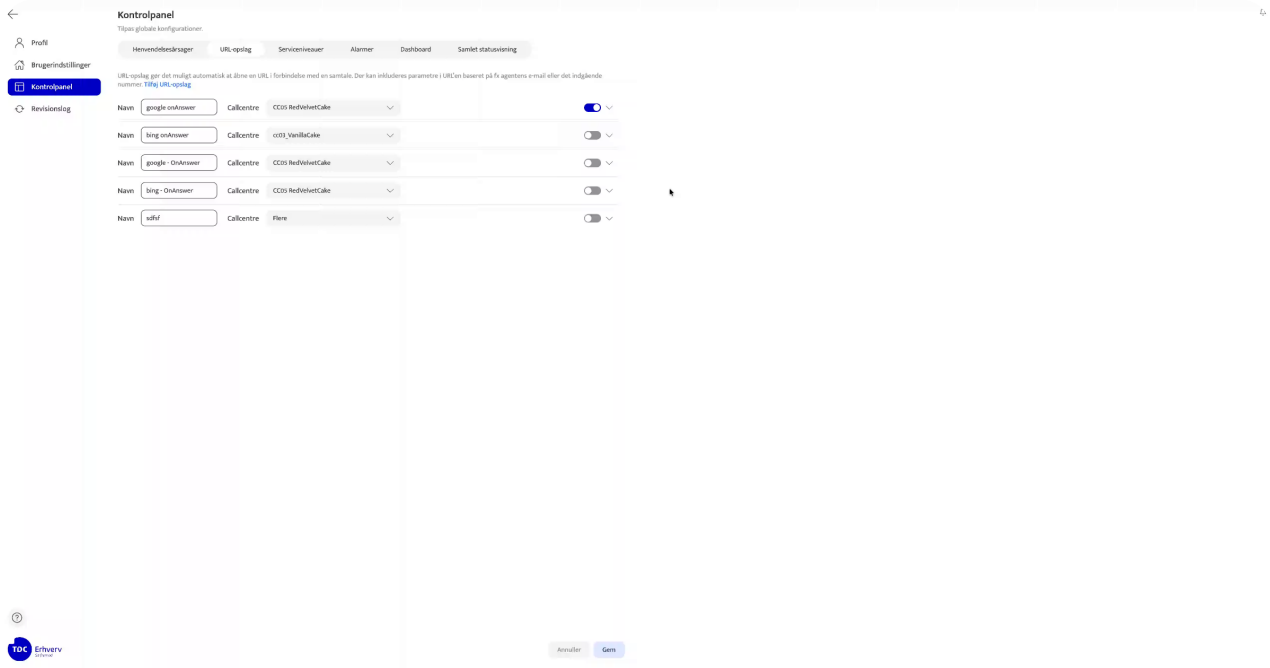 Kontrolpanel
Tilpas globale konfigurationer.
Profil
Brugerindstillinger
Kontrolpanel
Revisionslog
Henvendelsesårsager URL-opslag Serviceniveauer Alarmer Dashboard Samlet statusvisning
URL-opslag gør det muligt automatisk at åbne en URL i forbindelse med en samtale. Der kan inkluderes parametre i URL'en baseret på fx agentens e-mail eller det indgående
nummer. Tilføj URL-opslag
Navn google onAnswer Callcentre CC05 RedVelvetCake
Navn bing onAnswer Callcentre cc03_VanillaCake
Navn google - OnAnswer Callcentre CC05 RedVelvetCake
Navn bing - OnAnswer Callcentre CC05 RedVelvetCake
Navn sdfsf Callcentre Flere
TDC Erhverv
Annuller Gem